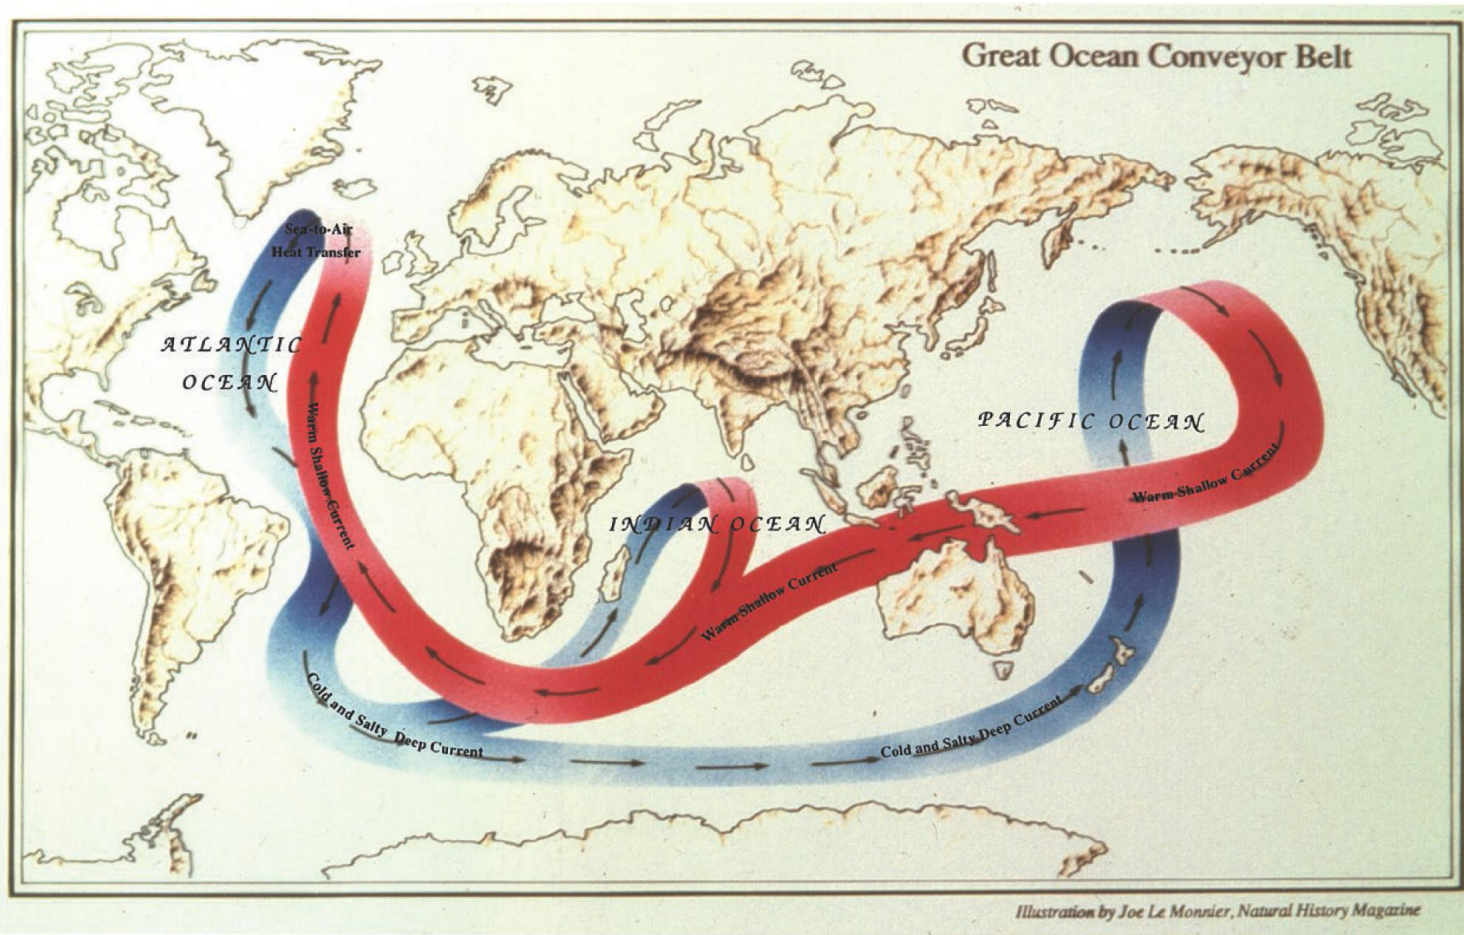 Great Ocean Conveyor Belt
Sea-to-Air
Heat Transfer
ATLANTIC
OCEAN
PACIFIC OCEAN
Warm Shallow Current
Warm Shallow Current
INDIAN OCEAN
Warm Shallow Current
Cold and Salty Deep Current
Cold and Salty Deep Current
Illustration by Joe Le Monnier, Natural History Magazine